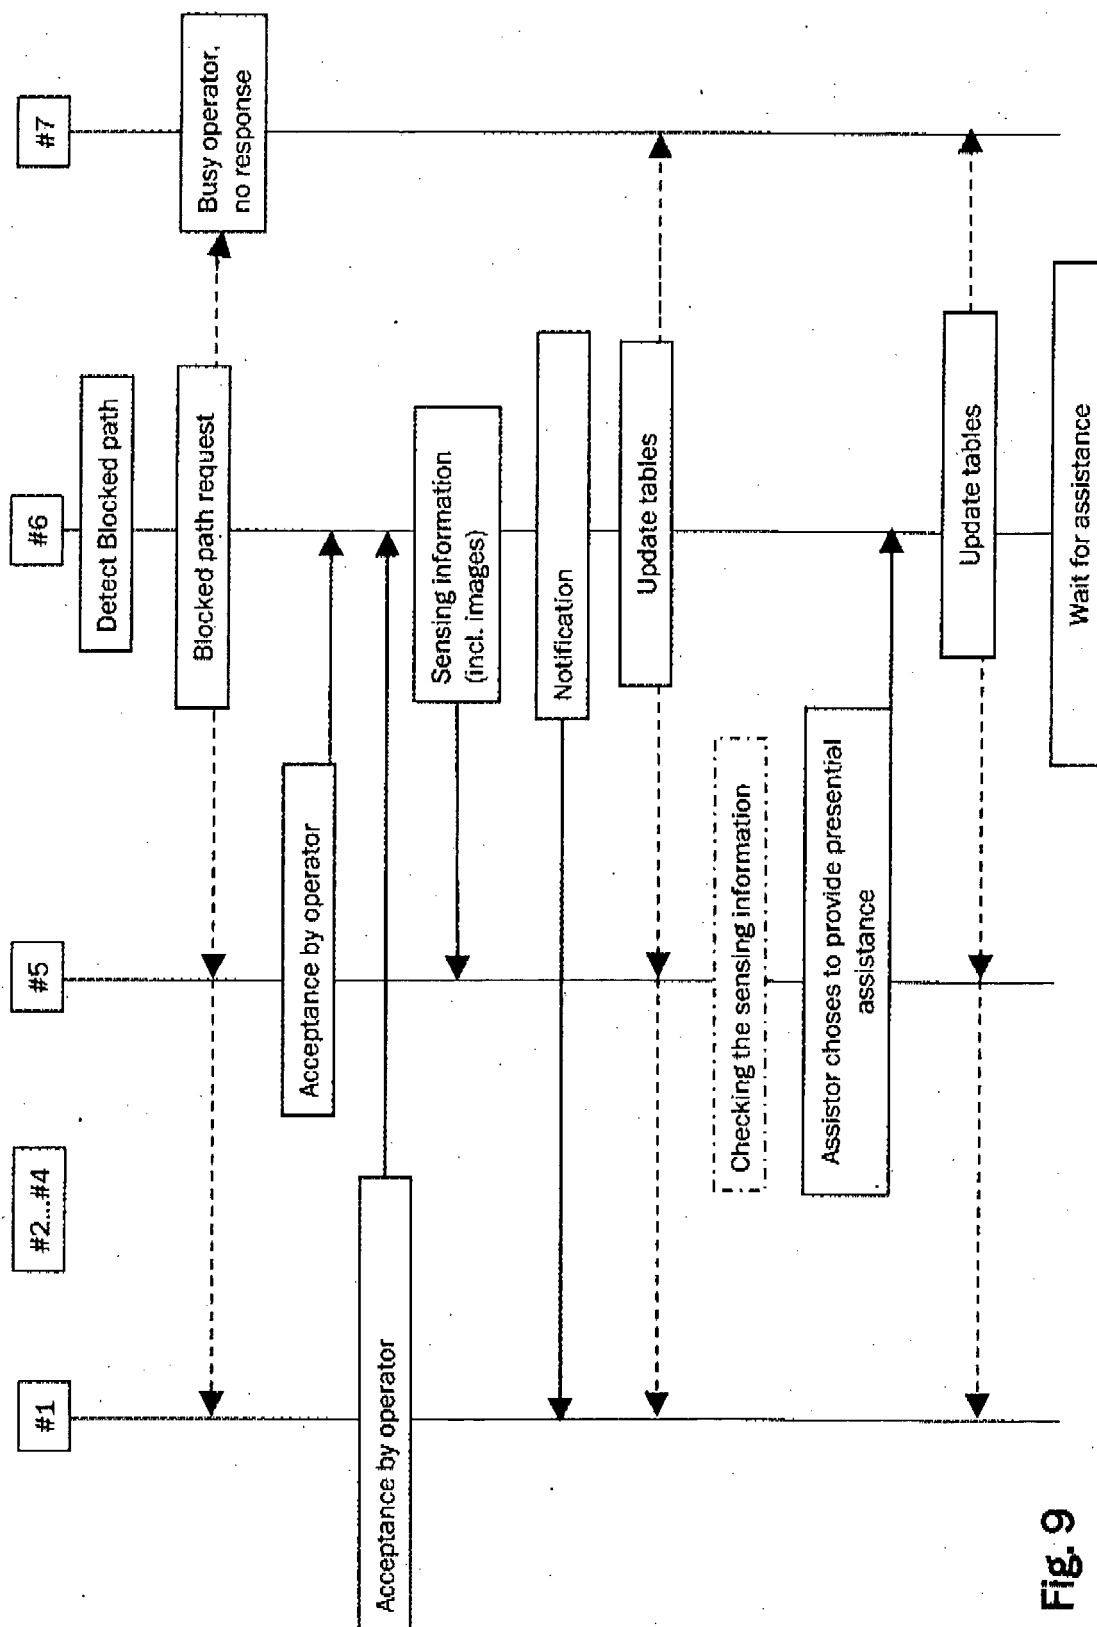 #1
#2...#4
#5
#6
#7
Detect Blocked path
Blocked path request
Busy operator,
no response
Acceptance by operator
Acceptance by operator
Sensing information
(incl. images)
Notification
Update tables
Checking the sensing information
Assistor choses to provide presential
assistance
Update tables
Wait for assistance
Fig. 9